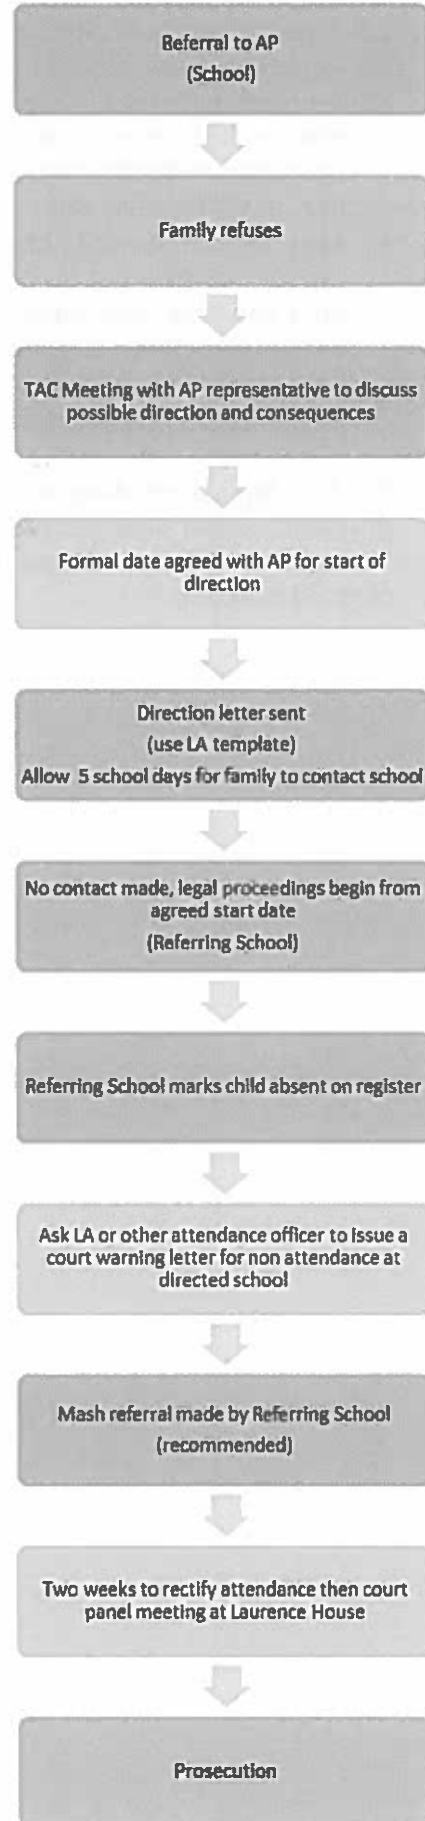 Referral to AP
(School)
Family refuses
TAC Meeting with AP representative to discuss
possible direction and consequences
Formal date agreed with AP for start of
direction
Direction letter sent
(use LA template)
Allow 5 school days for family to contact school
No contact made, legal proceedings begin from
agreed start date
(Referring School)
Referring School marks child absent on register
Ask LA or other attendance officer to issue a
court warning letter for non attendance at
directed school
Mash referral made by Referring School
(recommended)
Two weeks to rectify attendance then court
panel meeting at Laurence House
Prosecution